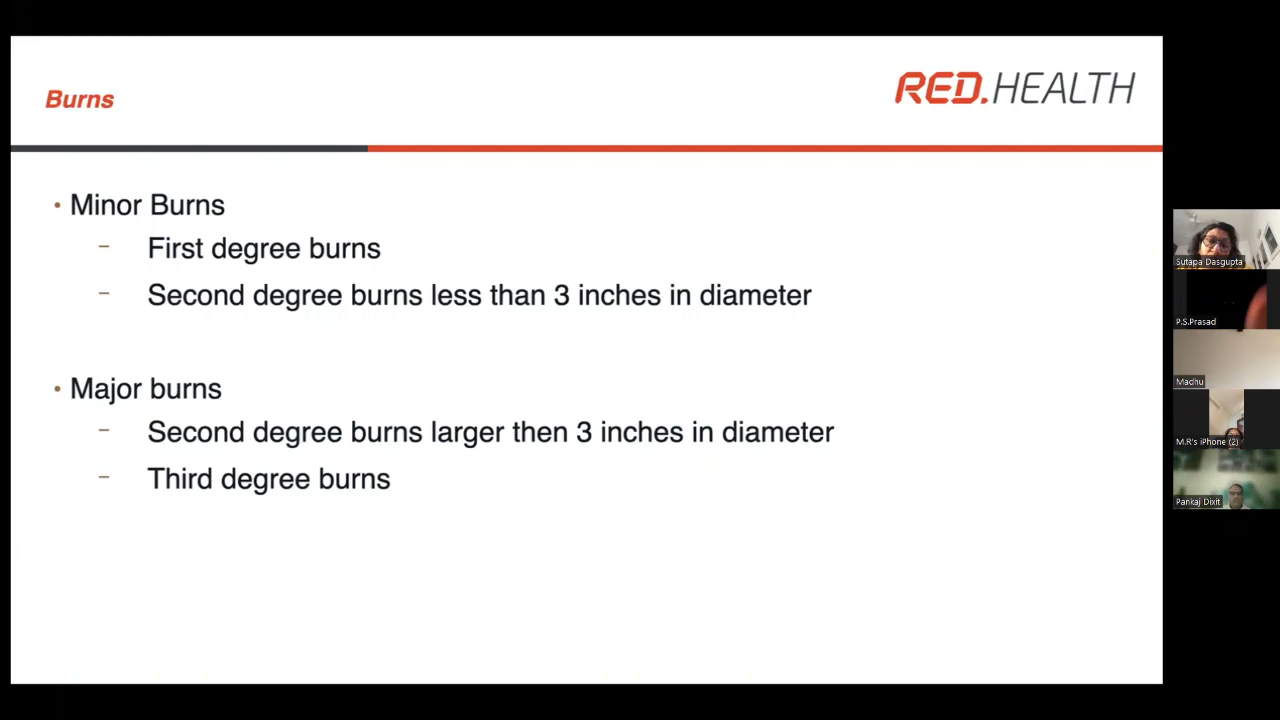 Burns
RED.HEALTH
• Minor Burns
– First degree burns
– Second degree burns less than 3 inches in diameter
• Major burns
– Second degree burns larger then 3 inches in diameter
– Third degree burns
Sutapa Dasgupta
P.S.Prasad
Madhu
M.R's iPhone (2)
Pankaj Dixit